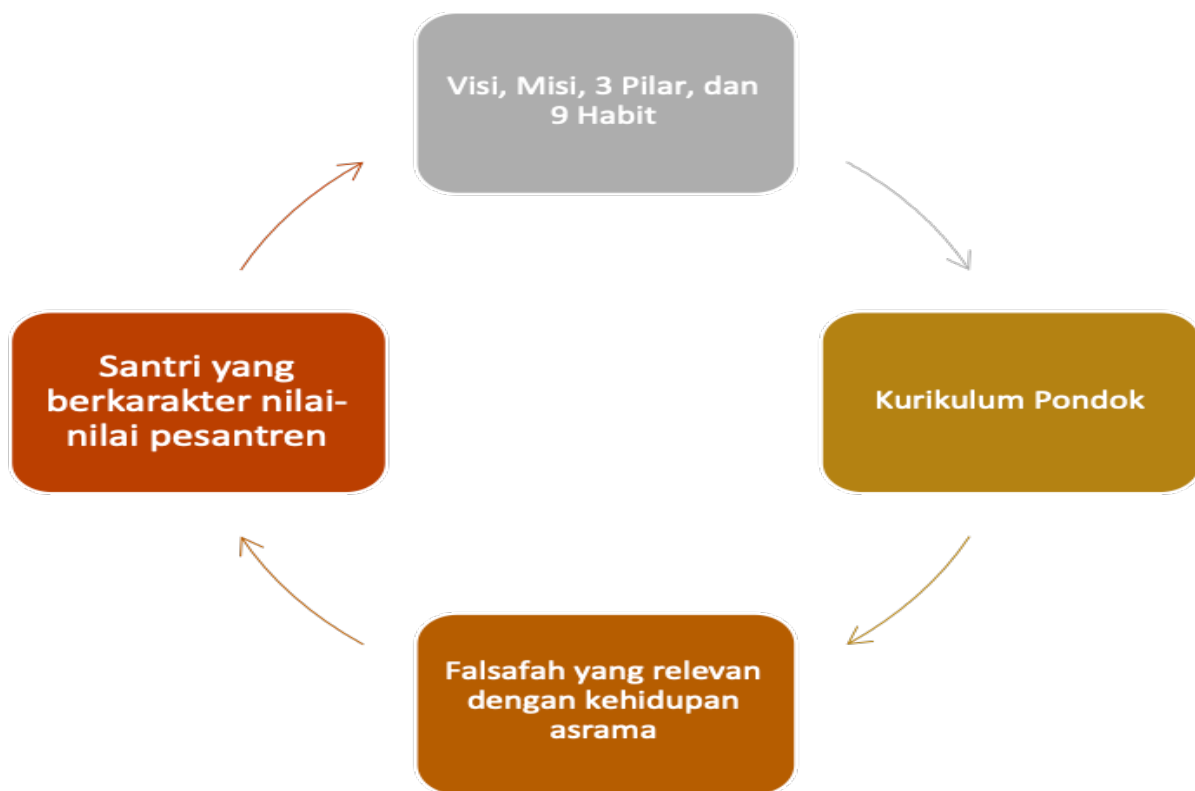 Visi, Misi, 3 Pilar, dan
9 Habit
Kurikulum Pondok
Falsafah yang relevan
dengan kehidupan
asrama
Santri yang
berkarakter nilai-
nilai pesantren